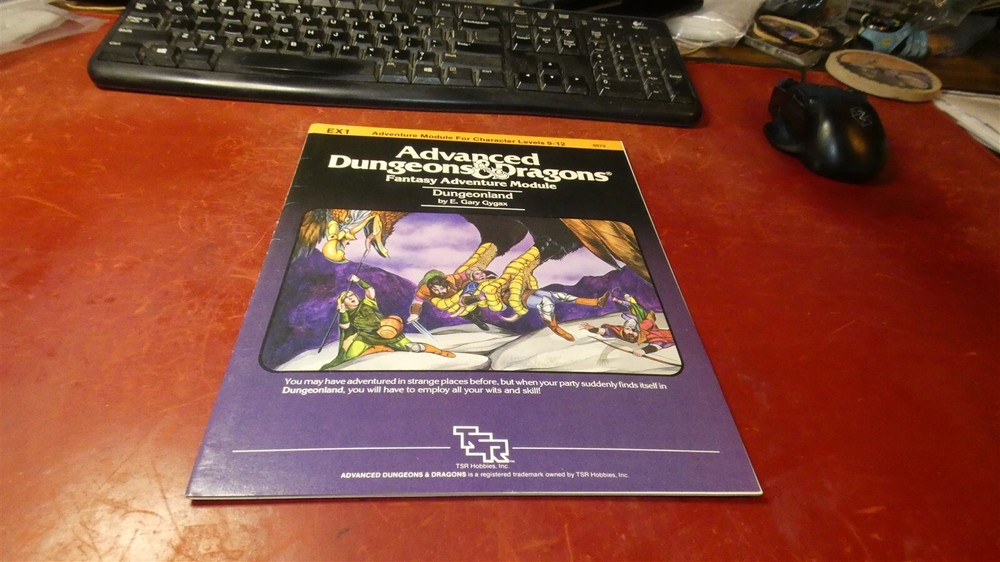 EX1 Adventure Module For Character Levels 9-12 9072
Advanced
Dungeons & Dragons®
Fantasy Adventure Module
Dungeonland
by E. Gary Gygax
You may have adventured in strange places before, but when your party suddenly finds itself in
Dungeonland, you will have to employ all your wits and skill!
TSR
TSR Hobbies, Inc.
ADVANCED DUNGEONS & DRAGONS is a registered trademark owned by TSR Hobbies, Inc.